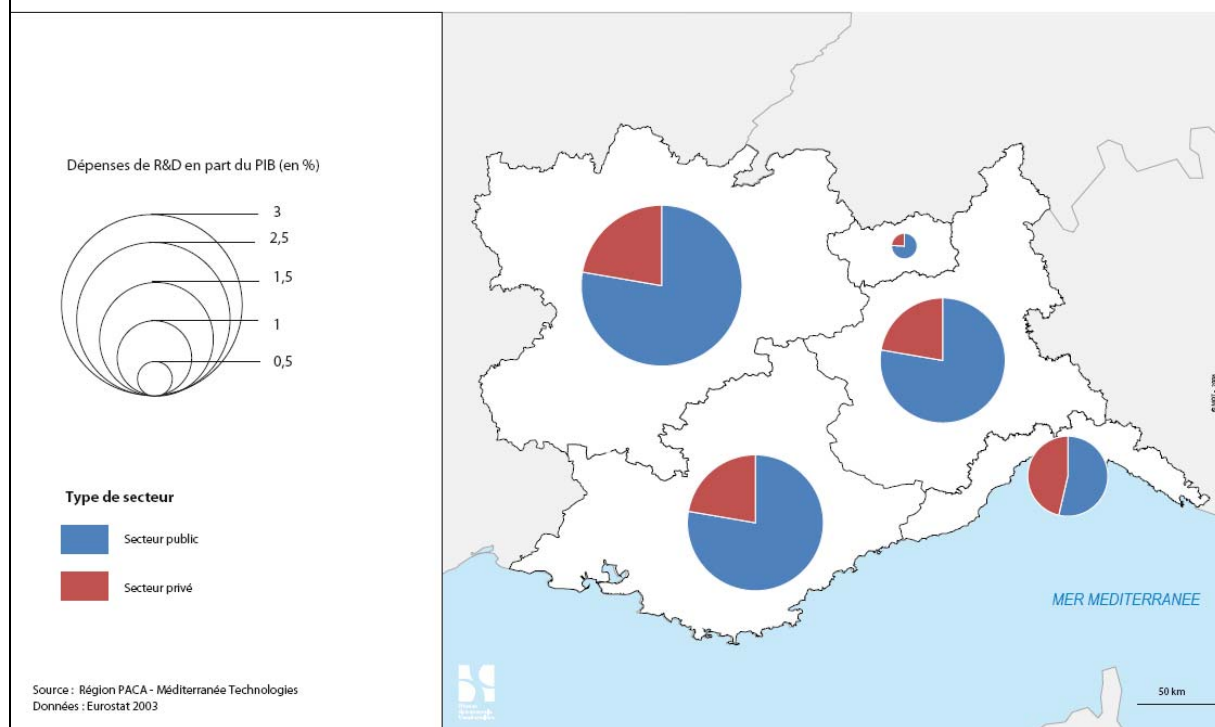 Dépenses de R&D en part du PIB (en %)
3
2,5
1,5
1
0,5
Type de secteur
Secteur public
Secteur privé
Source : Région PACA - Méditerranée Technologies
Données : Eurostat 2003
MER MEDITERRANEE
50 km